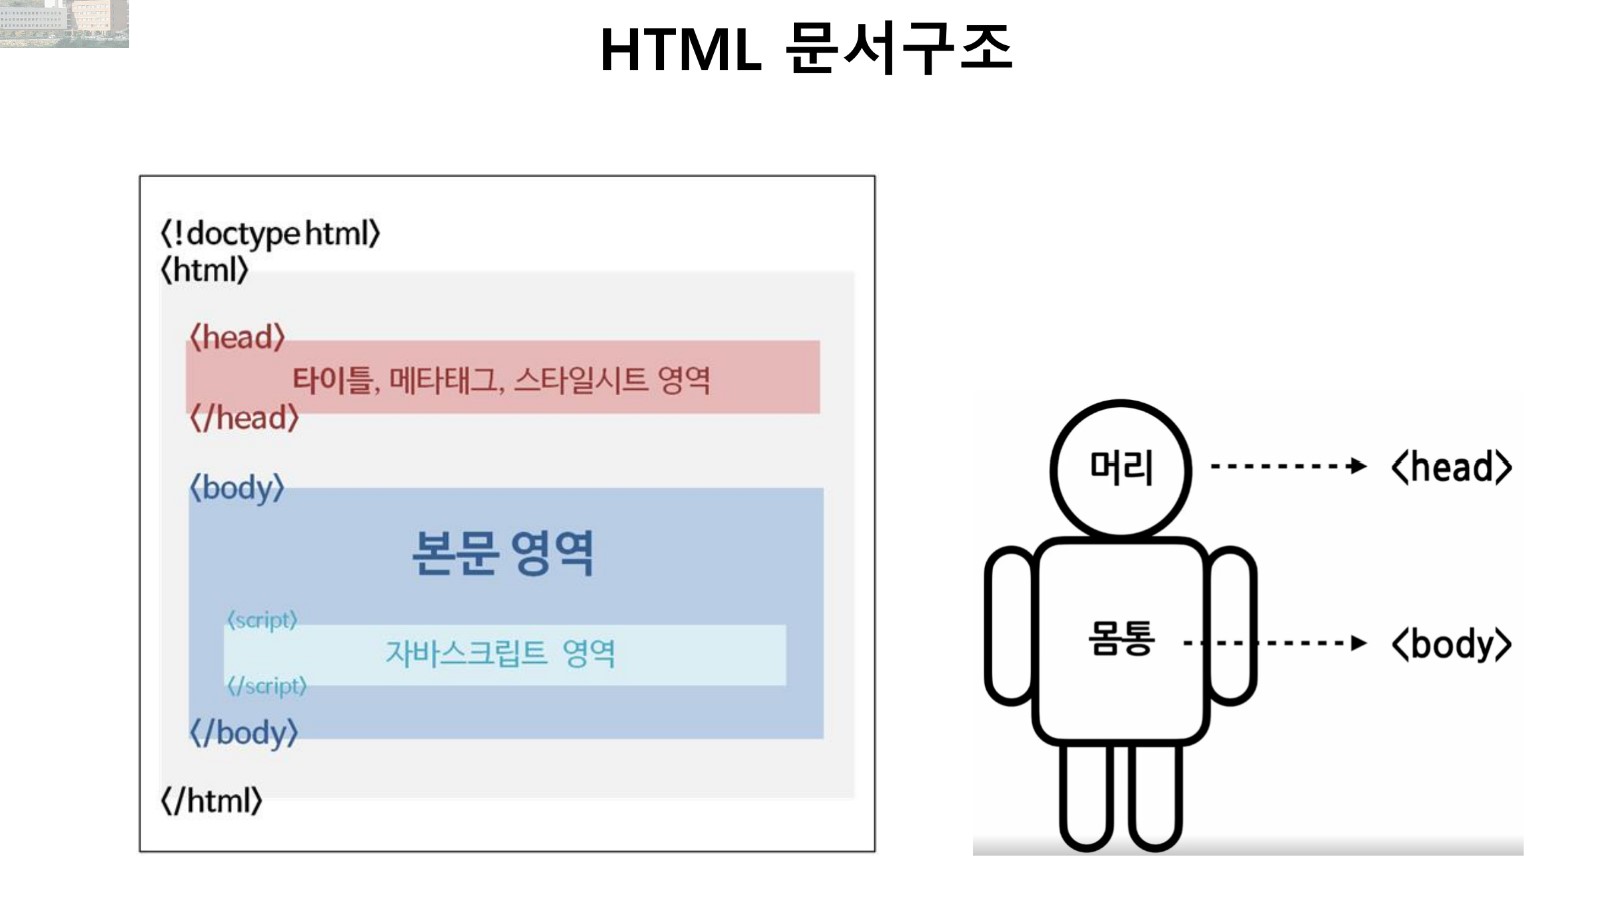 HTML 문서구조
〈!doctype html〉
〈html〉
〈head〉
타이틀, 메타태그, 스타일시트 영역
〈/head〉
〈body〉
본문 영역
〈script〉
자바스크립트 영역
〈/script〉
〈/body〉
〈/html〉
머리
<head>
몸통
<body>